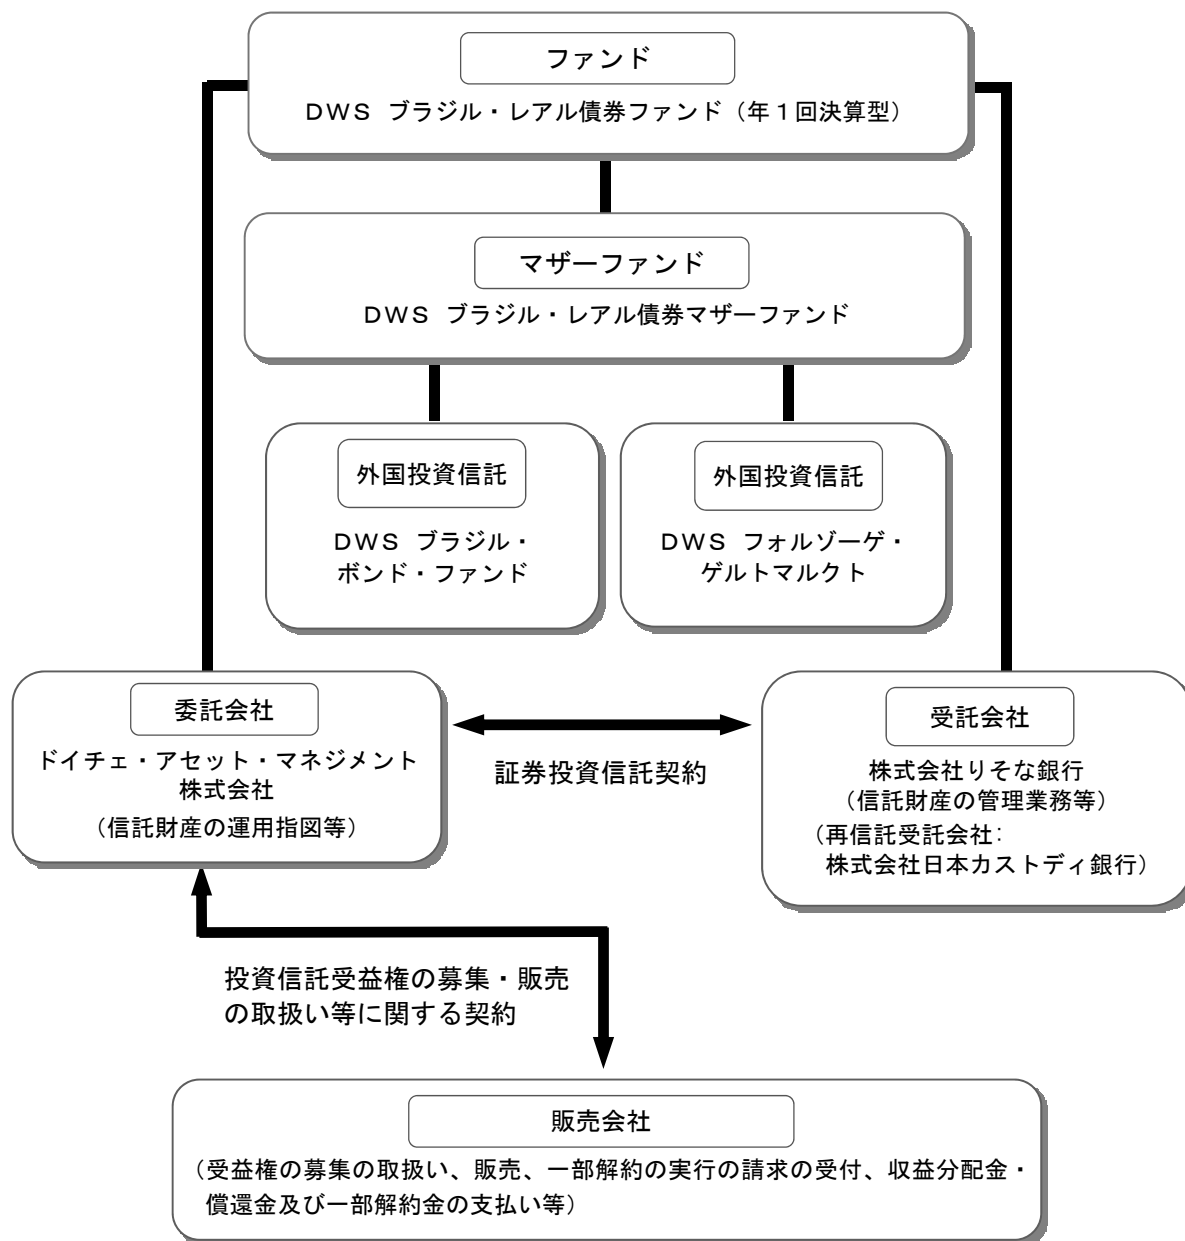 ファンド
DWS ブラジル・レアル債券ファンド（年１回決算型）
マザーファンド
DWS ブラジル・レアル債券マザーファンド
外国投資信託
DWS ブラジル・
ボンド・ファンド
外国投資信託
DWS フォルゾーゲ・
ゲルトマルクト
委託会社
ドイチェ・アセット・マネジメント
株式会社
（信託財産の運用指図等）
証券投資信託契約
受託会社
株式会社りそな銀行
（信託財産の管理業務等）
（再信託受託会社：
株式会社日本カストディ銀行）
投資信託受益権の募集・販売
の取扱い等に関する契約
販売会社
（受益権の募集の取扱い、販売、一部解約の実行の請求の受付、収益分配金・
償還金及び一部解約金の支払い等）